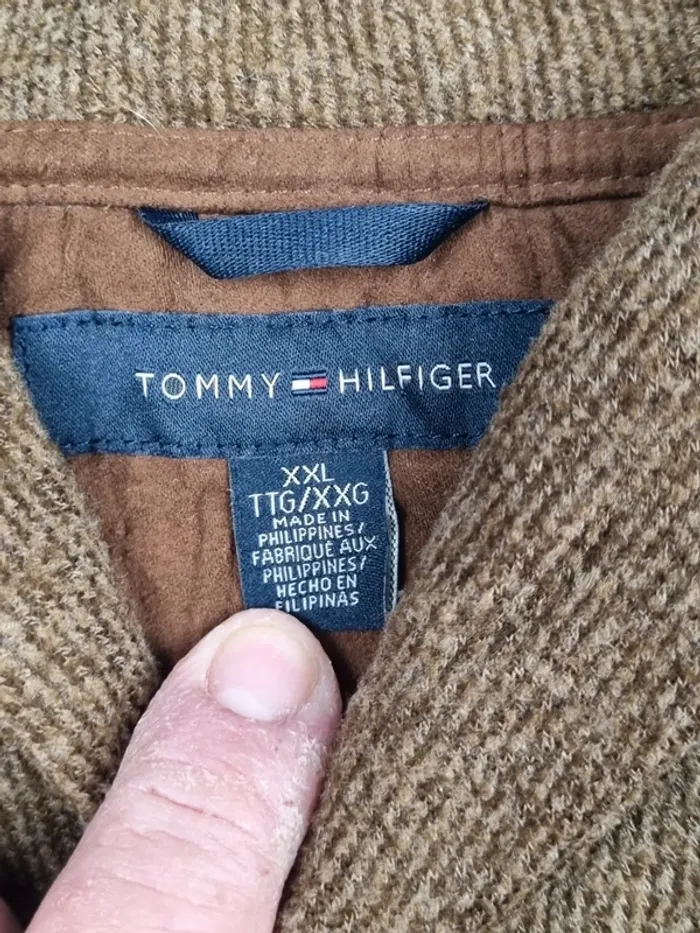 TOMMY HILFIGER
XXL
TTG/XXG
MADE IN
PHILIPPINES/
FABRIQUÉ AUX
PHILIPPINES/
HECHO EN
FILIPINAS